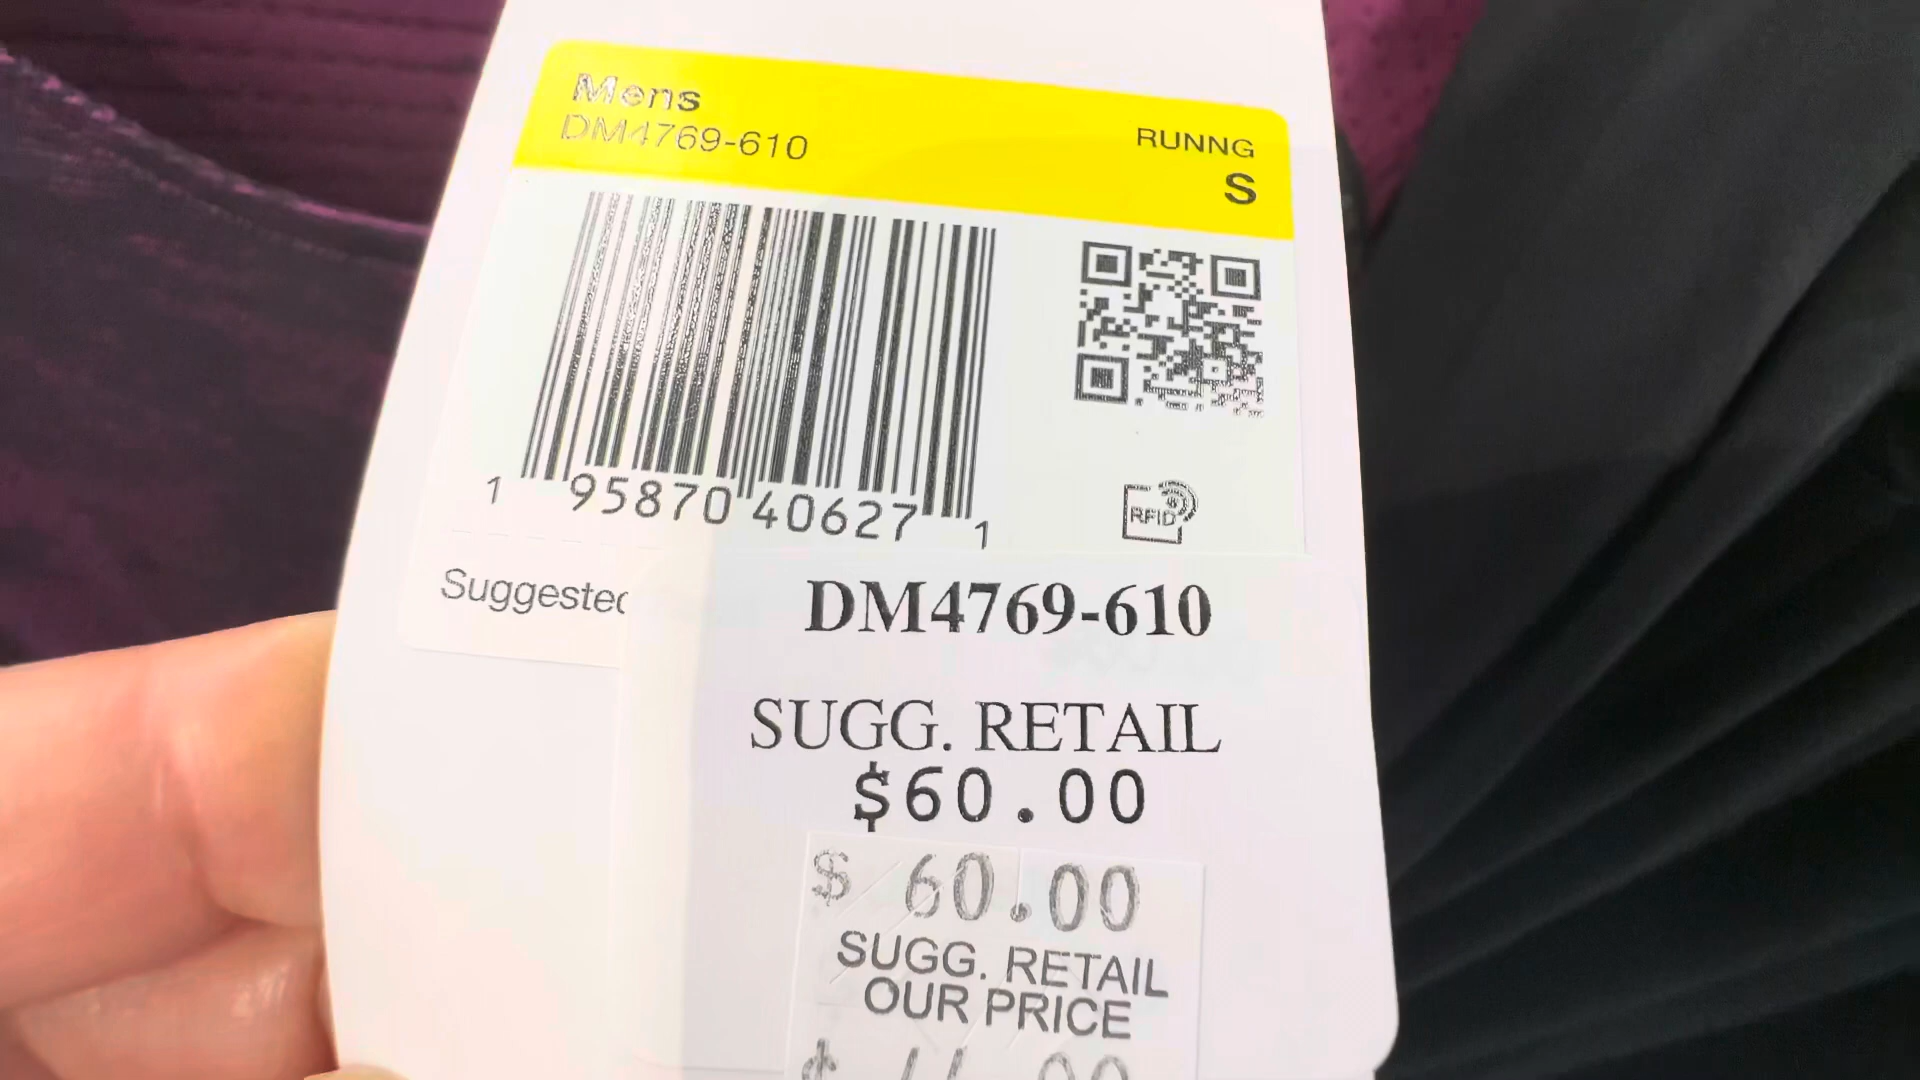 Mens
DM4769-610
RUNNG
S
1 95870 40627 1
RFID
Suggested
DM4769-610
SUGG. RETAIL
$60.00
$ 60.00
SUGG. RETAIL
OUR PRICE